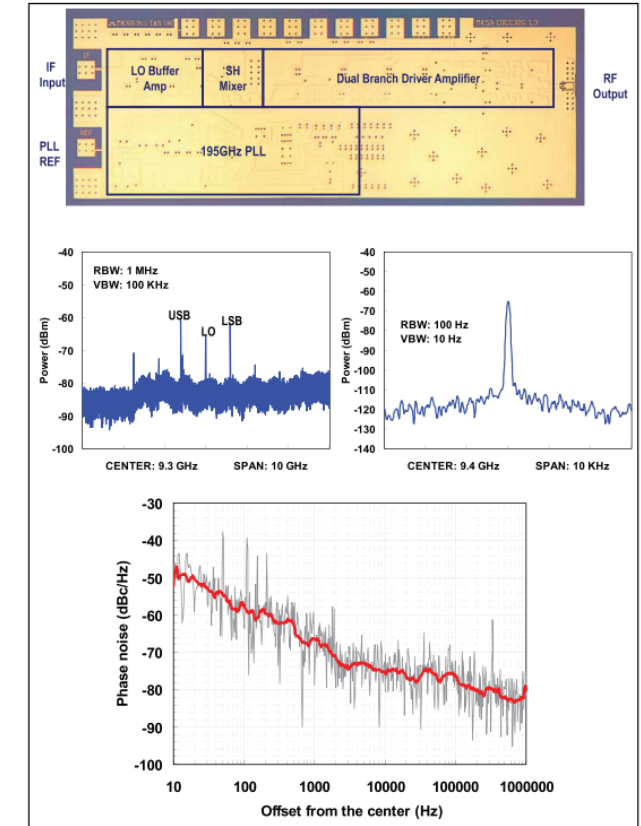 IF
Input
PLL
REF
IF
REF
LO Buffer
Amp
SH
Mixer
Dual Branch Driver Amplifier
195GHz PLL
RF
Output
-40
-50
-60
-70
-80
-90
-100
Power (dBm)
RBW: 1 MHz
VBW: 100 KHz
USB
LO
LSB
CENTER: 9.3 GHz
SPAN: 10 GHz
-40
-50
-60
-70
-80
-90
-100
-110
-120
-130
-140
Power (dBm)
RBW: 100 Hz
VBW: 10 Hz
CENTER: 9.4 GHz
SPAN: 10 KHz
-30
-40
-50
-60
-70
-80
-90
-100
Phase noise (dBc/Hz)
10
100
1000
10000
100000
1000000
Offset from the center (Hz)